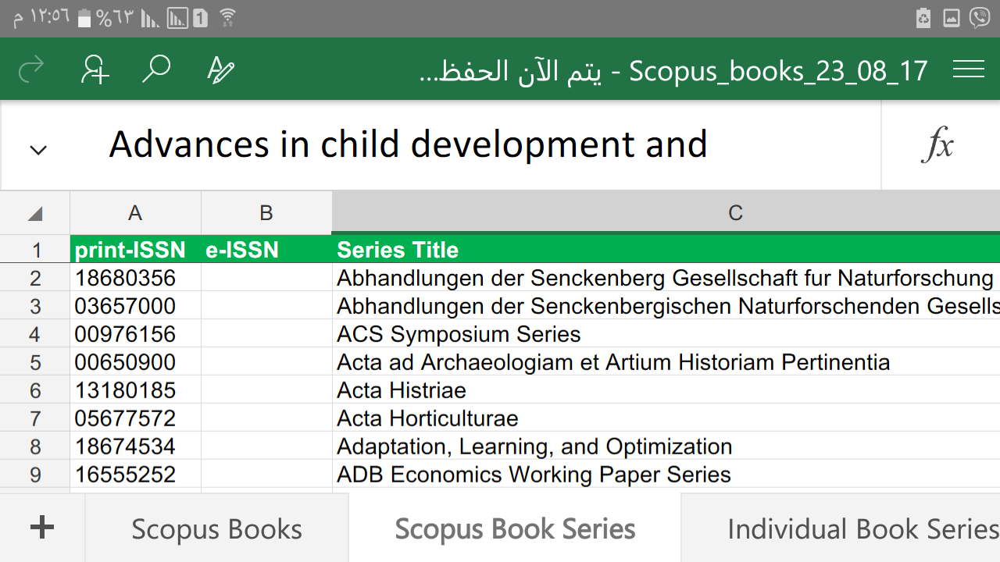 ١٢:٥٦ م ٦٣% 1
Scopus_books_23_08_17 - يتم الآن الحفظ...
Advances in child development and
fx
A B C
1 print-ISSN e-ISSN Series Title
2 18680356 Abhandlungen der Senckenberg Gesellschaft fur Naturforschung
3 03657000 Abhandlungen der Senckenbergischen Naturforschenden Gesells
4 00976156 ACS Symposium Series
5 00650900 Acta ad Archaeologiam et Artium Historiam Pertinentia
6 13180185 Acta Histriae
7 05677572 Acta Horticulturae
8 18674534 Adaptation, Learning, and Optimization
9 16555252 ADB Economics Working Paper Series
+ Scopus Books Scopus Book Series Individual Book Series